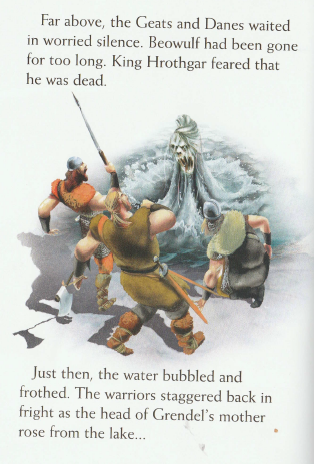 Far above, the Geats and Danes waited
in worried silence. Beowulf had been gone
for too long. King Hrothgar feared that
he was dead.
Just then, the water bubbled and
frothed. The warriors staggered back in
fright as the head of Grendel's mother
rose from the lake...